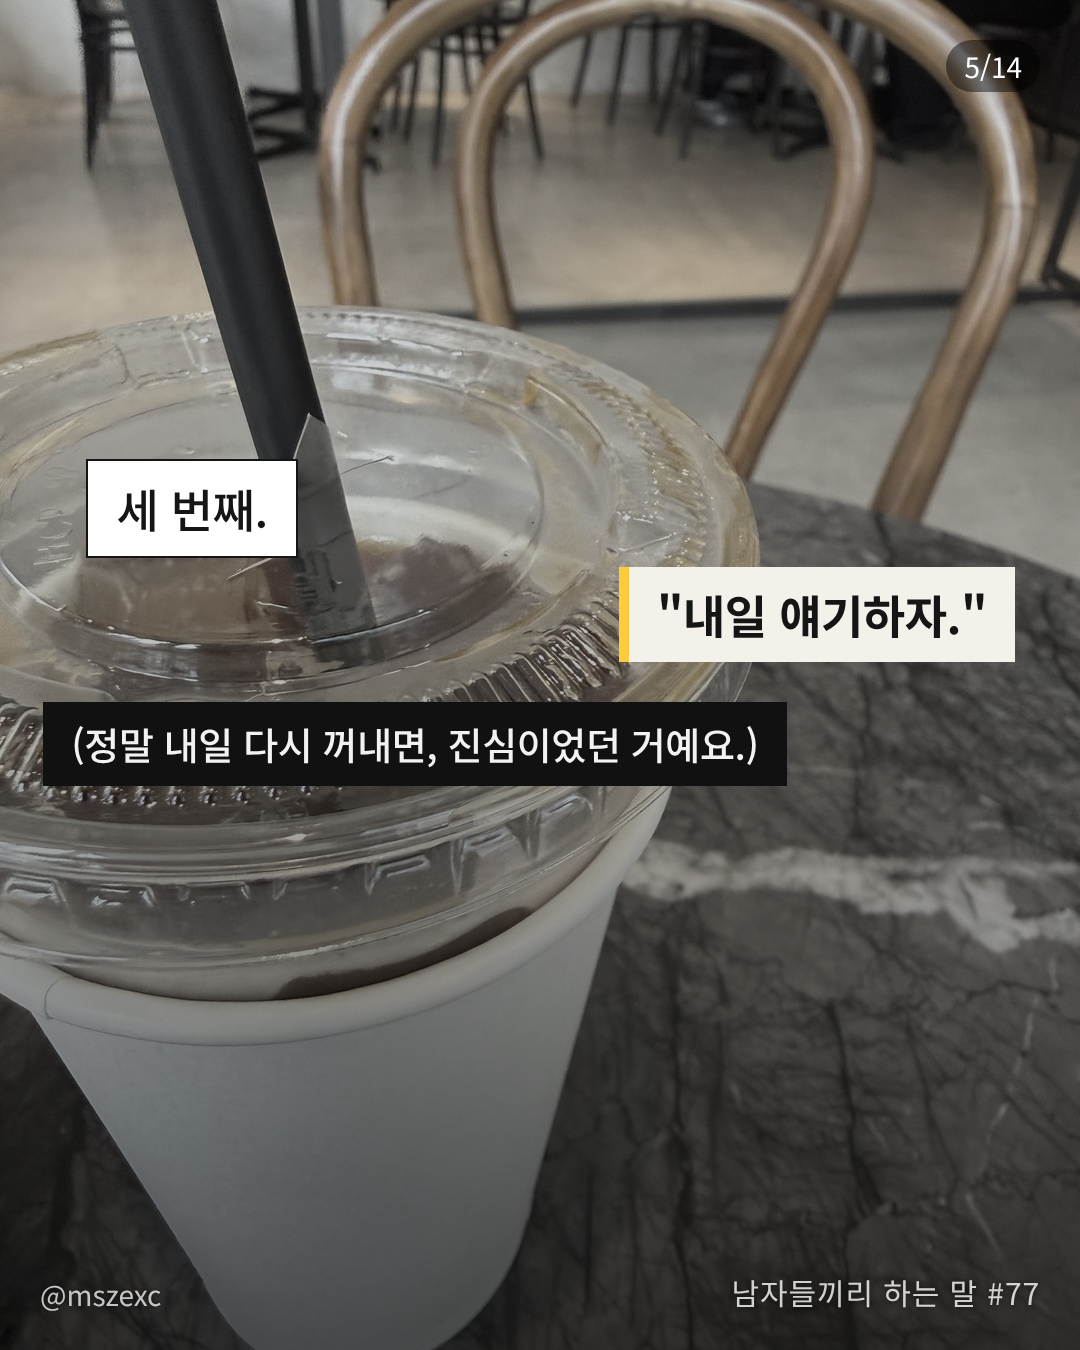 5/14
세 번째.
"내일 얘기하자."
(정말 내일 다시 꺼내면, 진심이었던 거예요.)
@mszexc
남자들끼리 하는 말 #77